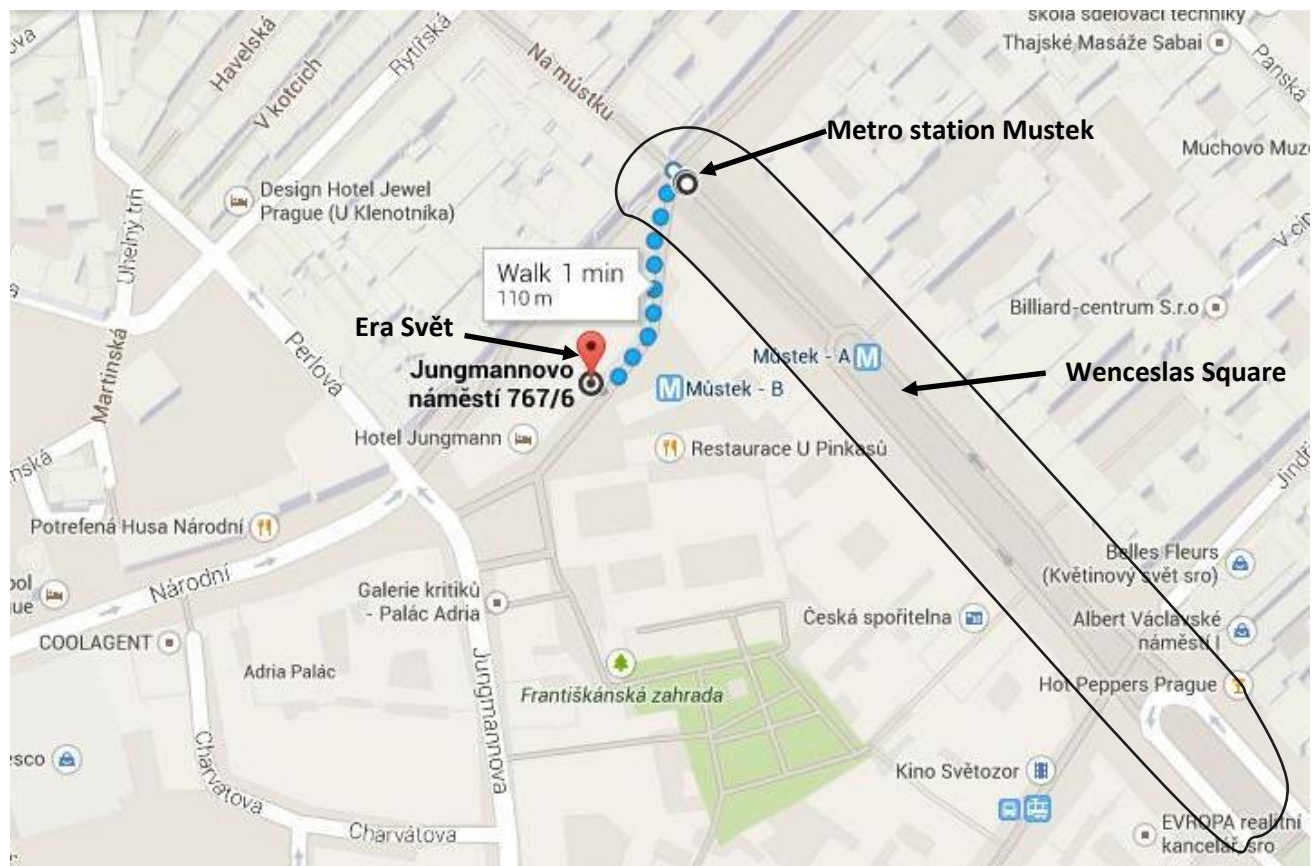 škola sdělovací techniky
Thajské Masáže Sabai
Panská
Havelská
V kotcích
Rytířská
Na můstku
Metro station Mustek
Muchovo Muz
Design Hotel Jewel
Prague (U Klenotníka)
Uhelný trh
V cíp
Walk 1 min
110 m
Billiard-centrum S.r.o
Era Svět
Perlová
Martinská
Můstek - A
Wenceslas Square
Jungmannovo
náměstí 767/6
Můstek - B
Hotel Jungmann
Restaurace U Pinkasů
Jindři
Potrefená Husa Národní
Belles Fleurs
(Květinový svět sro)
Národní
Galerie kritiků
- Palác Adria
Česká spořitelna
Albert Václavské
náměstí I
COOLAGENT
Adria Palác
Františkánská zahrada
Hot Peppers Prague
Jungmannova
esco
Charvátova
Kino Světozor
Charvátova
EVROPA realitní
kancelář sro